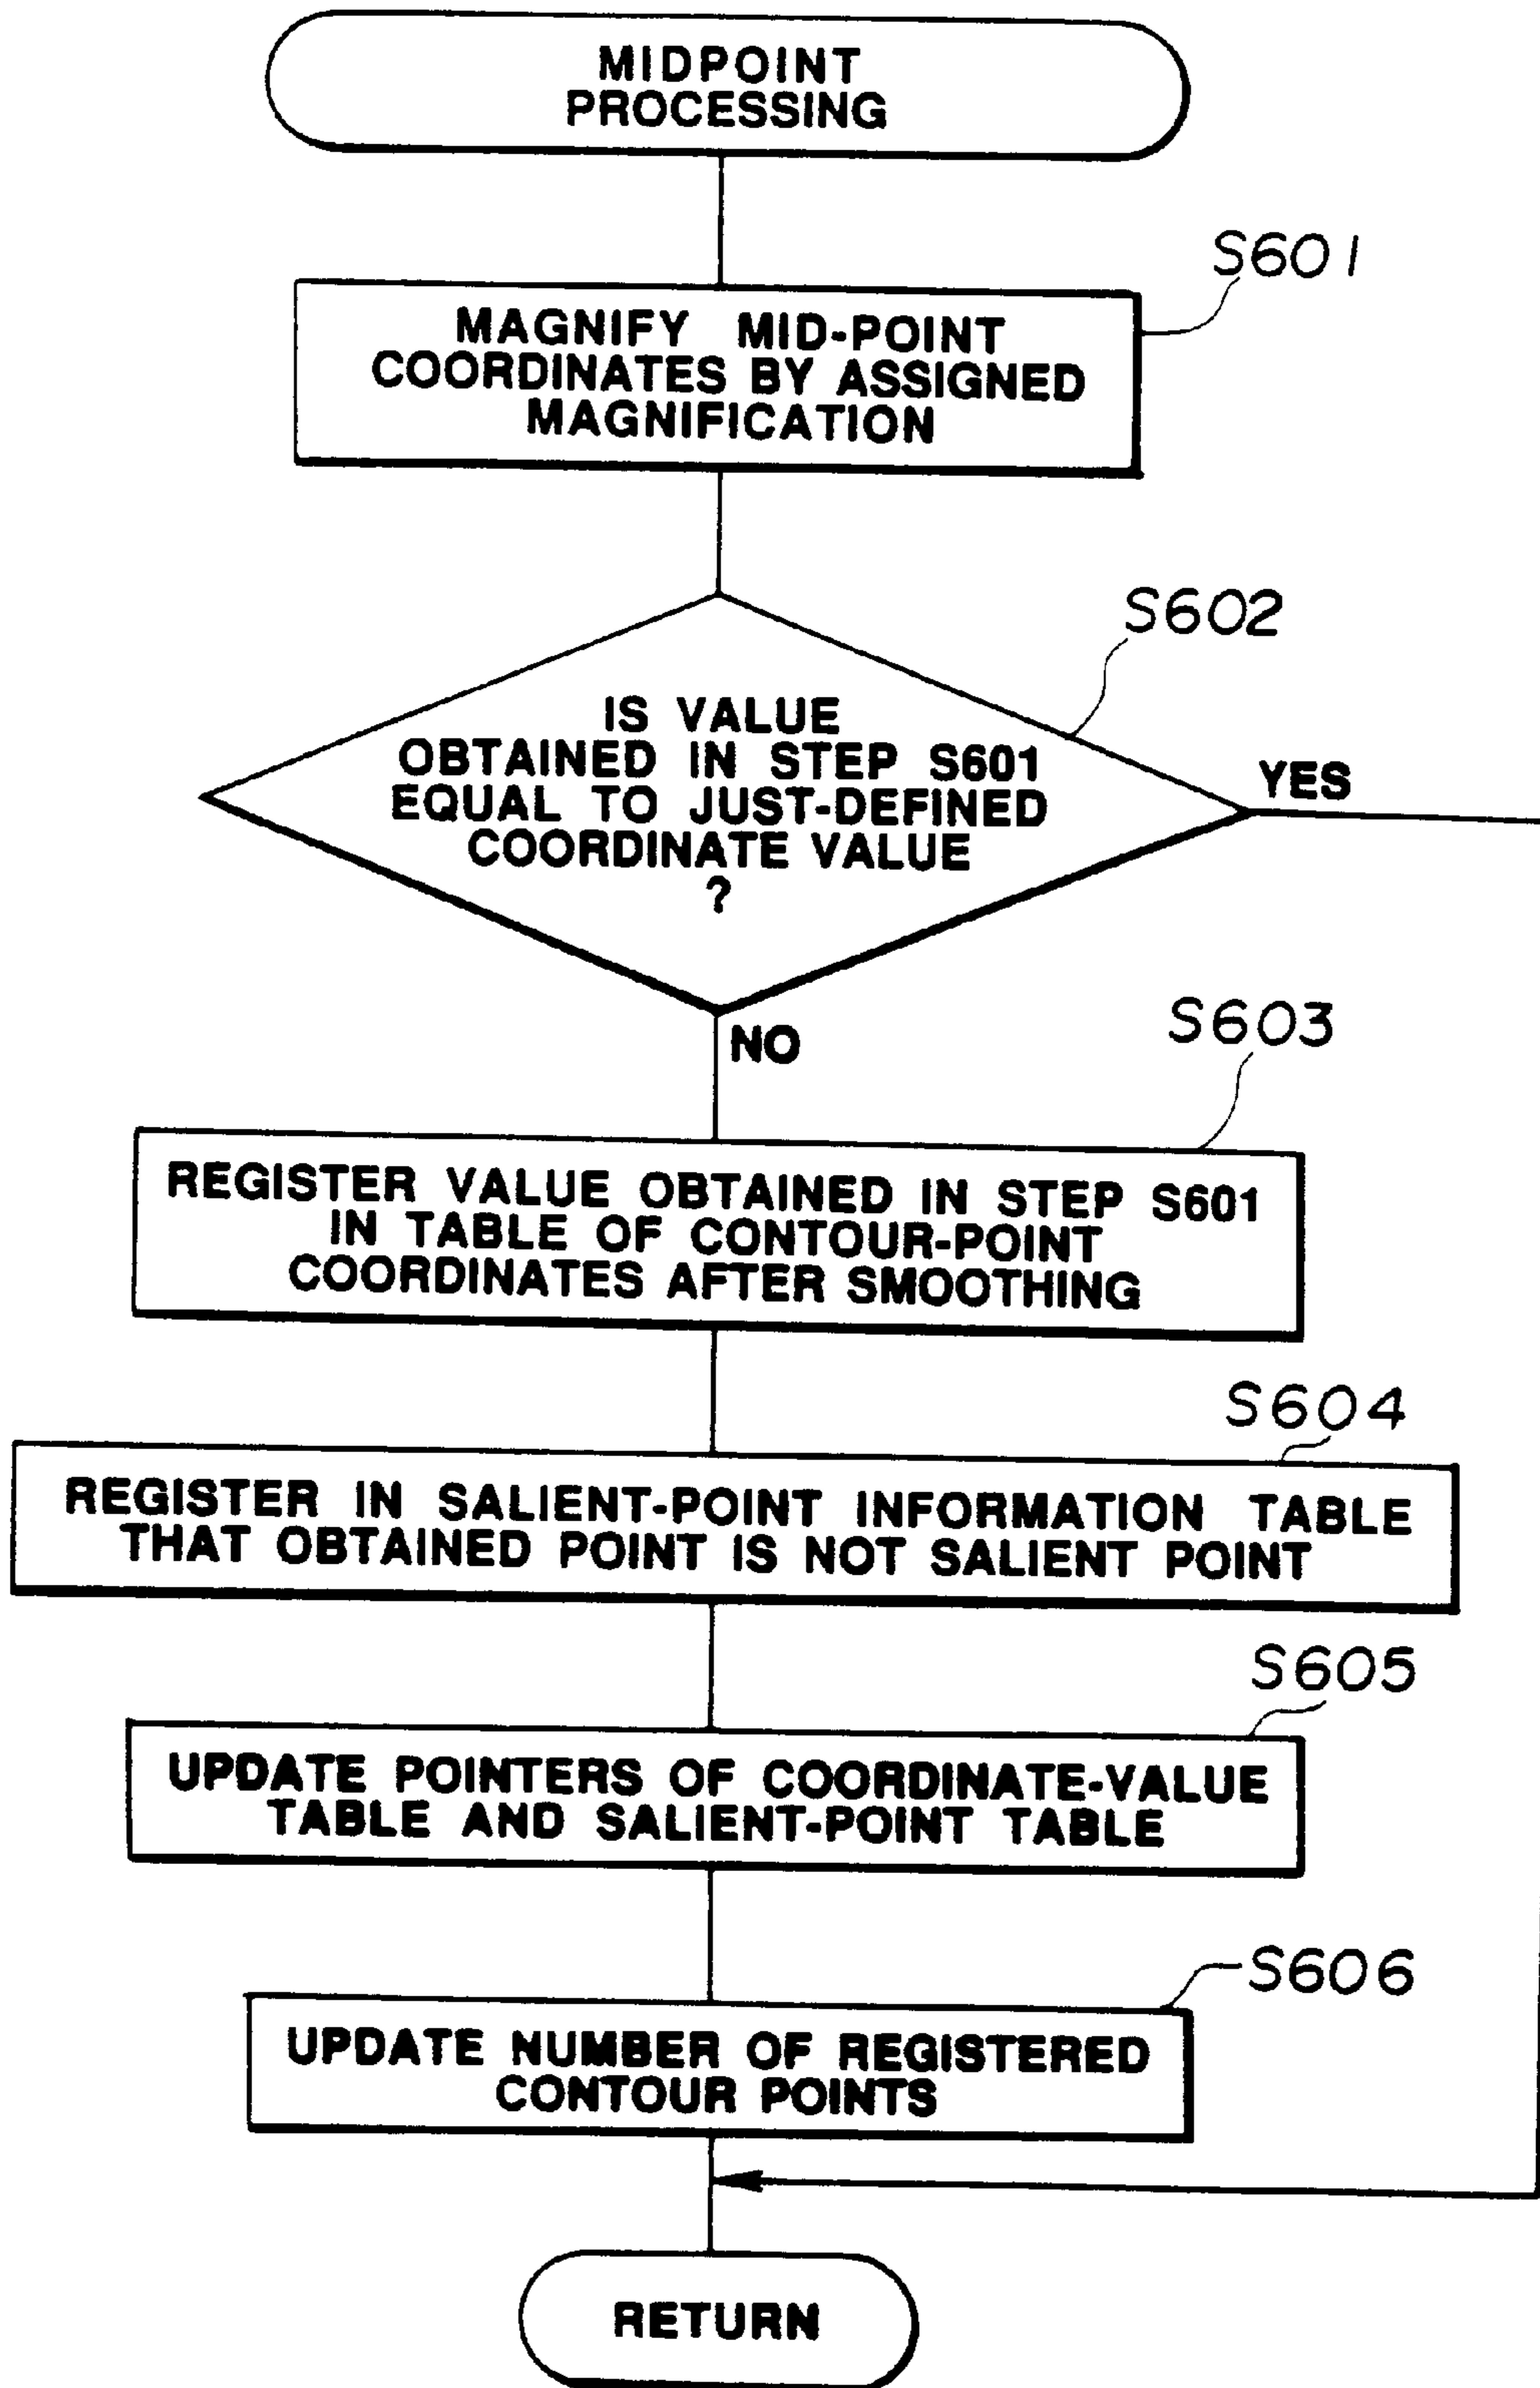 MIDPOINT
PROCESSING
S601
MAGNIFY MID-POINT
COORDINATES BY ASSIGNED
MAGNIFICATION
S602
IS VALUE
OBTAINED IN STEP S601
EQUAL TO JUST-DEFINED
COORDINATE VALUE
?
YES
NO
S603
REGISTER VALUE OBTAINED IN STEP S601
IN TABLE OF CONTOUR-POINT
COORDINATES AFTER SMOOTHING
S604
REGISTER IN SALIENT-POINT INFORMATION TABLE
THAT OBTAINED POINT IS NOT SALIENT POINT
S605
UPDATE POINTERS OF COORDINATE-VALUE
TABLE AND SALIENT-POINT TABLE
S606
UPDATE NUMBER OF REGISTERED
CONTOUR POINTS
RETURN